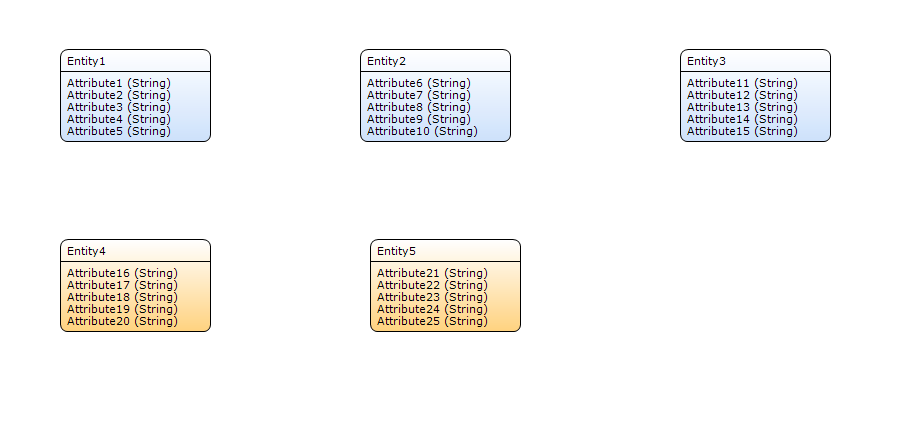 Entity1
Attribute1 (String)
Attribute2 (String)
Attribute3 (String)
Attribute4 (String)
Attribute5 (String)
Entity2
Attribute6 (String)
Attribute7 (String)
Attribute8 (String)
Attribute9 (String)
Attribute10 (String)
Entity3
Attribute11 (String)
Attribute12 (String)
Attribute13 (String)
Attribute14 (String)
Attribute15 (String)
Entity4
Attribute16 (String)
Attribute17 (String)
Attribute18 (String)
Attribute19 (String)
Attribute20 (String)
Entity5
Attribute21 (String)
Attribute22 (String)
Attribute23 (String)
Attribute24 (String)
Attribute25 (String)